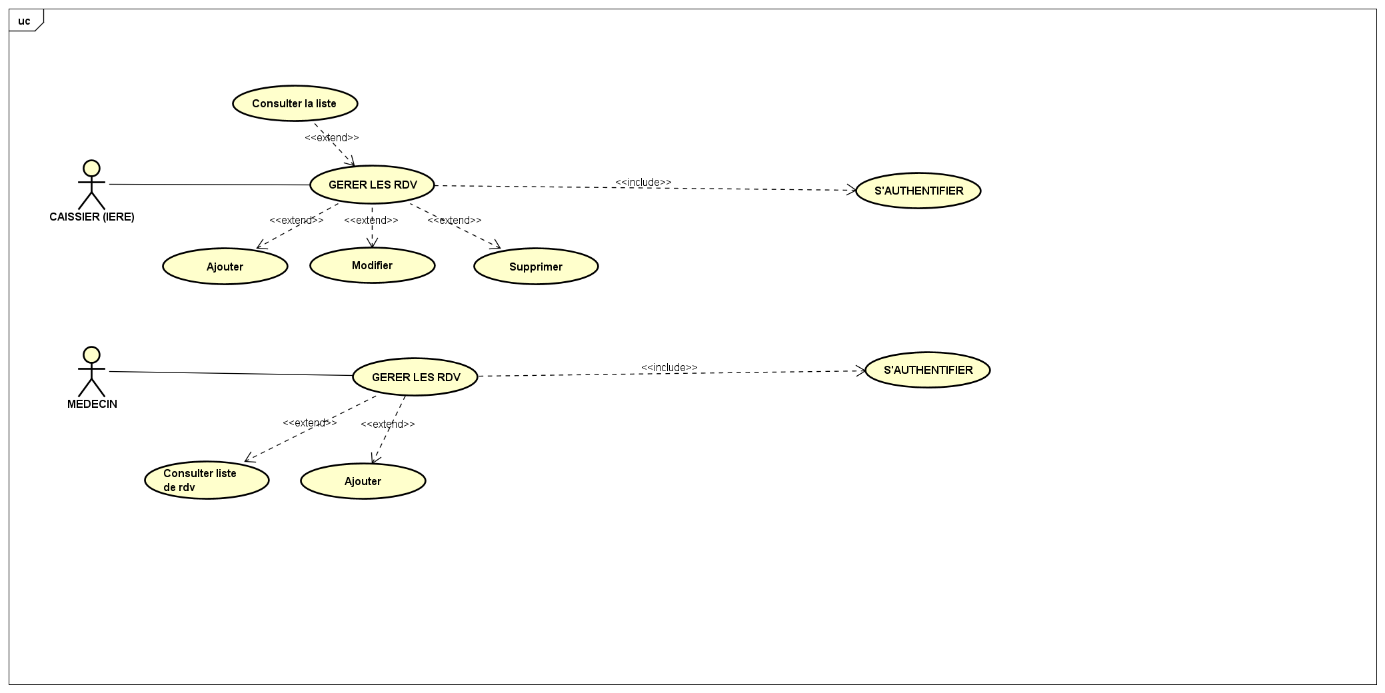 uc
Consulter la liste
<<extend>>
GERER LES RDV
<<include>>
S'AUTHENTIFIER
CAISSIER (IERE)
<<extend>>
<<extend>>
<<extend>>
Ajouter
Modifier
Supprimer
GERER LES RDV
<<include>>
S'AUTHENTIFIER
MEDECIN
<<extend>>
<<extend>>
Consulter liste
de rdv
Ajouter